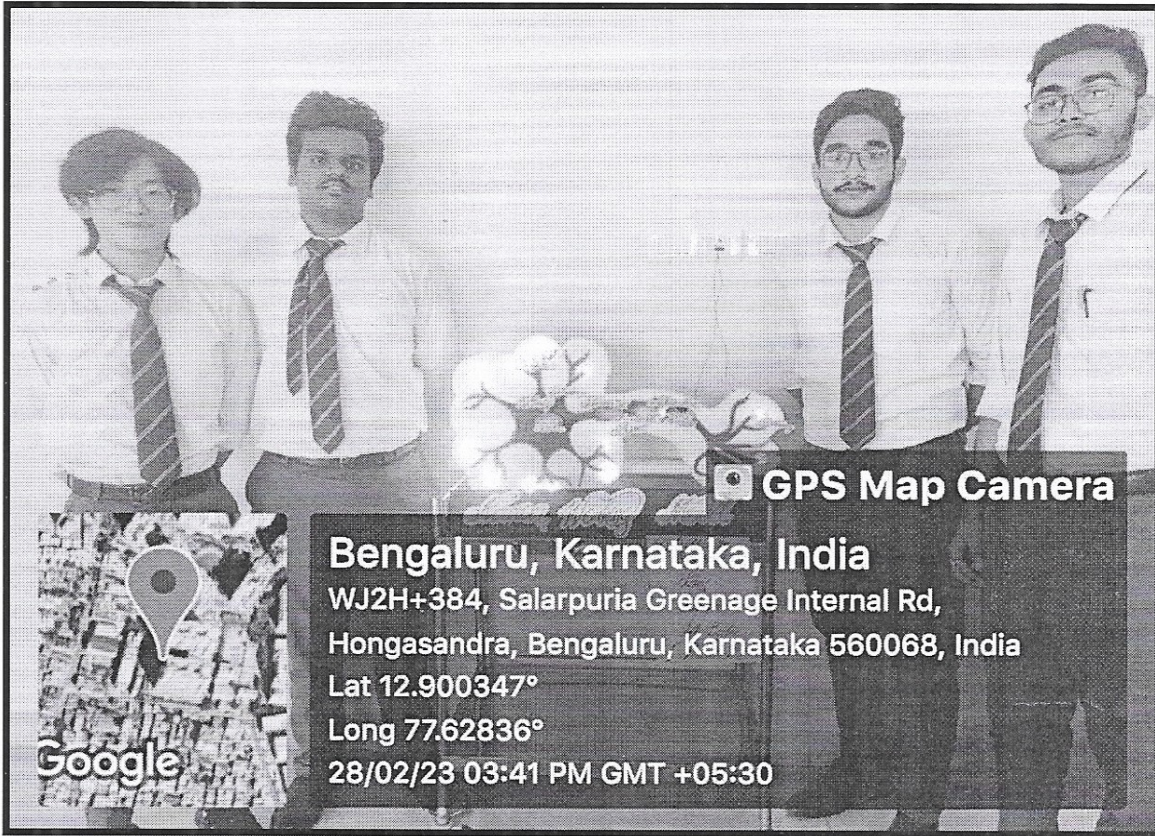 GPS Map Camera
Bengaluru, Karnataka, India
WJ2H+384, Salarpuria Greenage Internal Rd,
Hongasandra, Bengaluru, Karnataka 560068, India
Lat 12.900347°
Long 77.62836°
28/02/23 03:41 PM GMT +05:30
Google